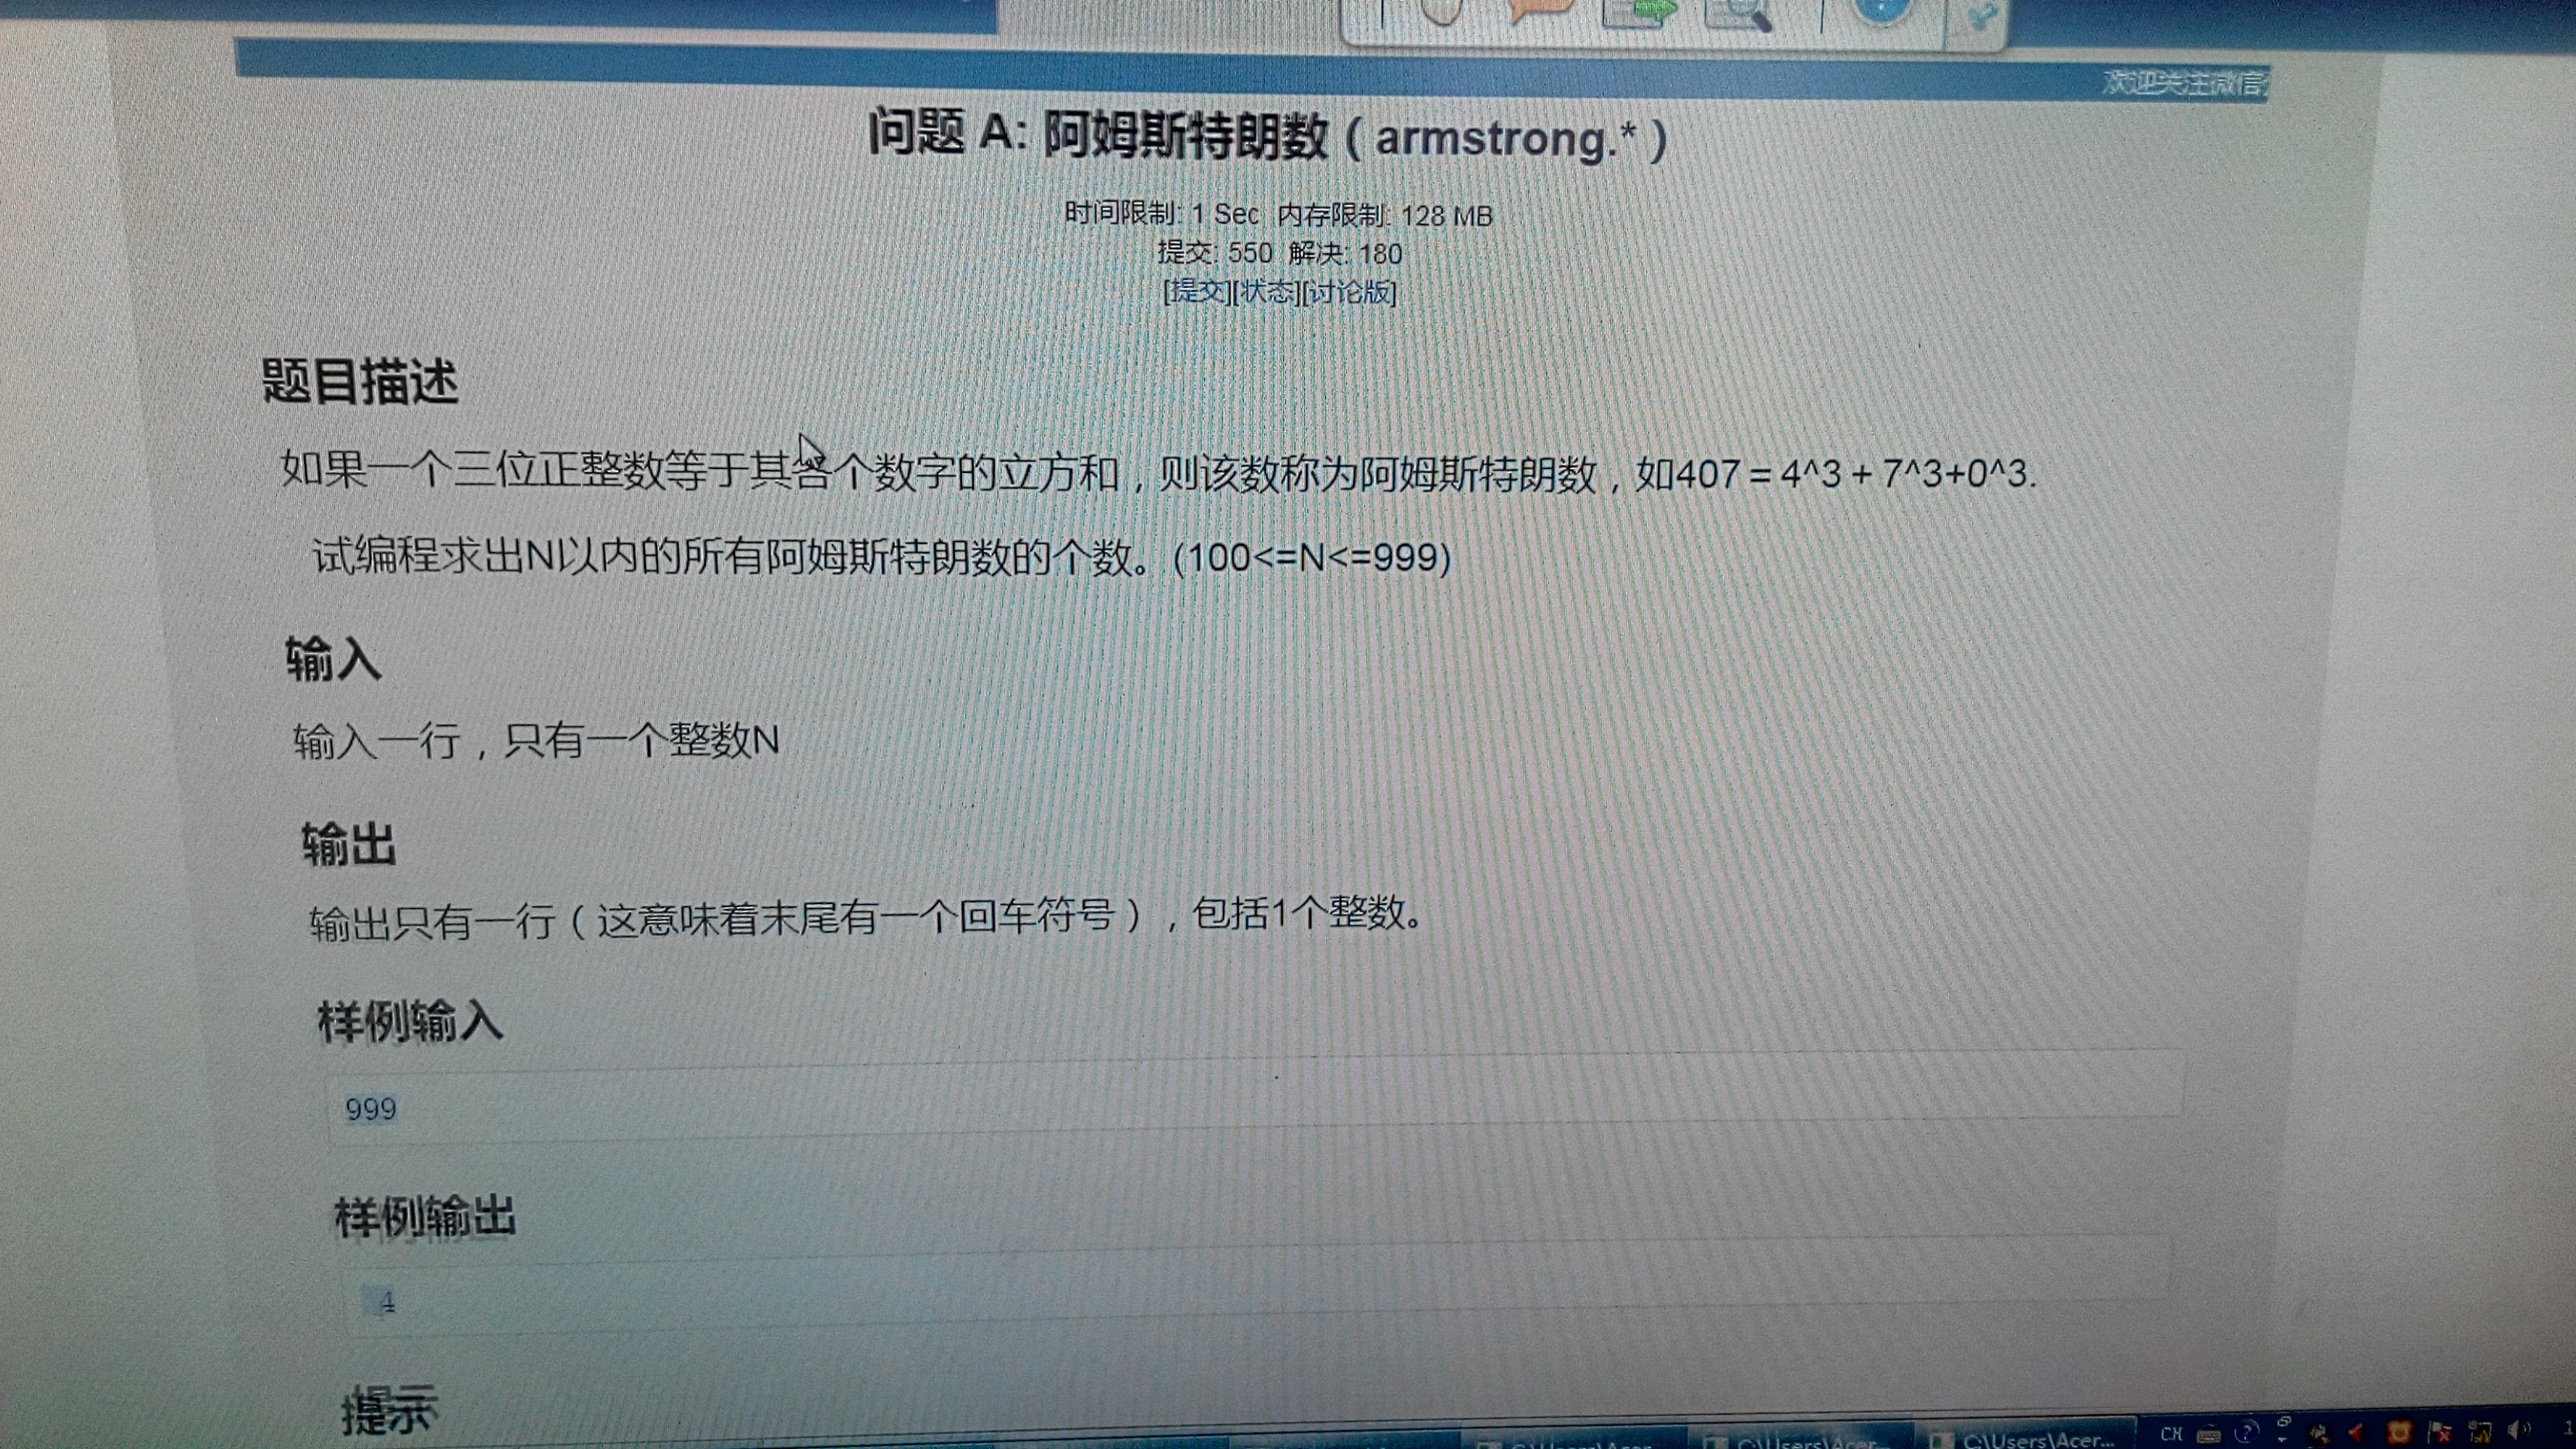 欢迎关注微信
问题 A: 阿姆斯特朗数（armstrong.*）
时间限制: 1 Sec 内存限制: 128 MB
提交: 550 解决: 180
[提交][状态][讨论版]
题目描述
如果一个三位正整数等于其各个数字的立方和，则该数称为阿姆斯特朗数，如407 = 4^3 + 7^3+0^3.
试编程求出N以内的所有阿姆斯特朗数的个数。(100<=N<=999)
输入
输入一行，只有一个整数N
输出
输出只有一行（这意味着末尾有一个回车符号），包括1个整数。
样例输入
999
样例输出
4
提示
C:\Users\Acer... C:\Users\Acer... C:\Users\Acer... CH